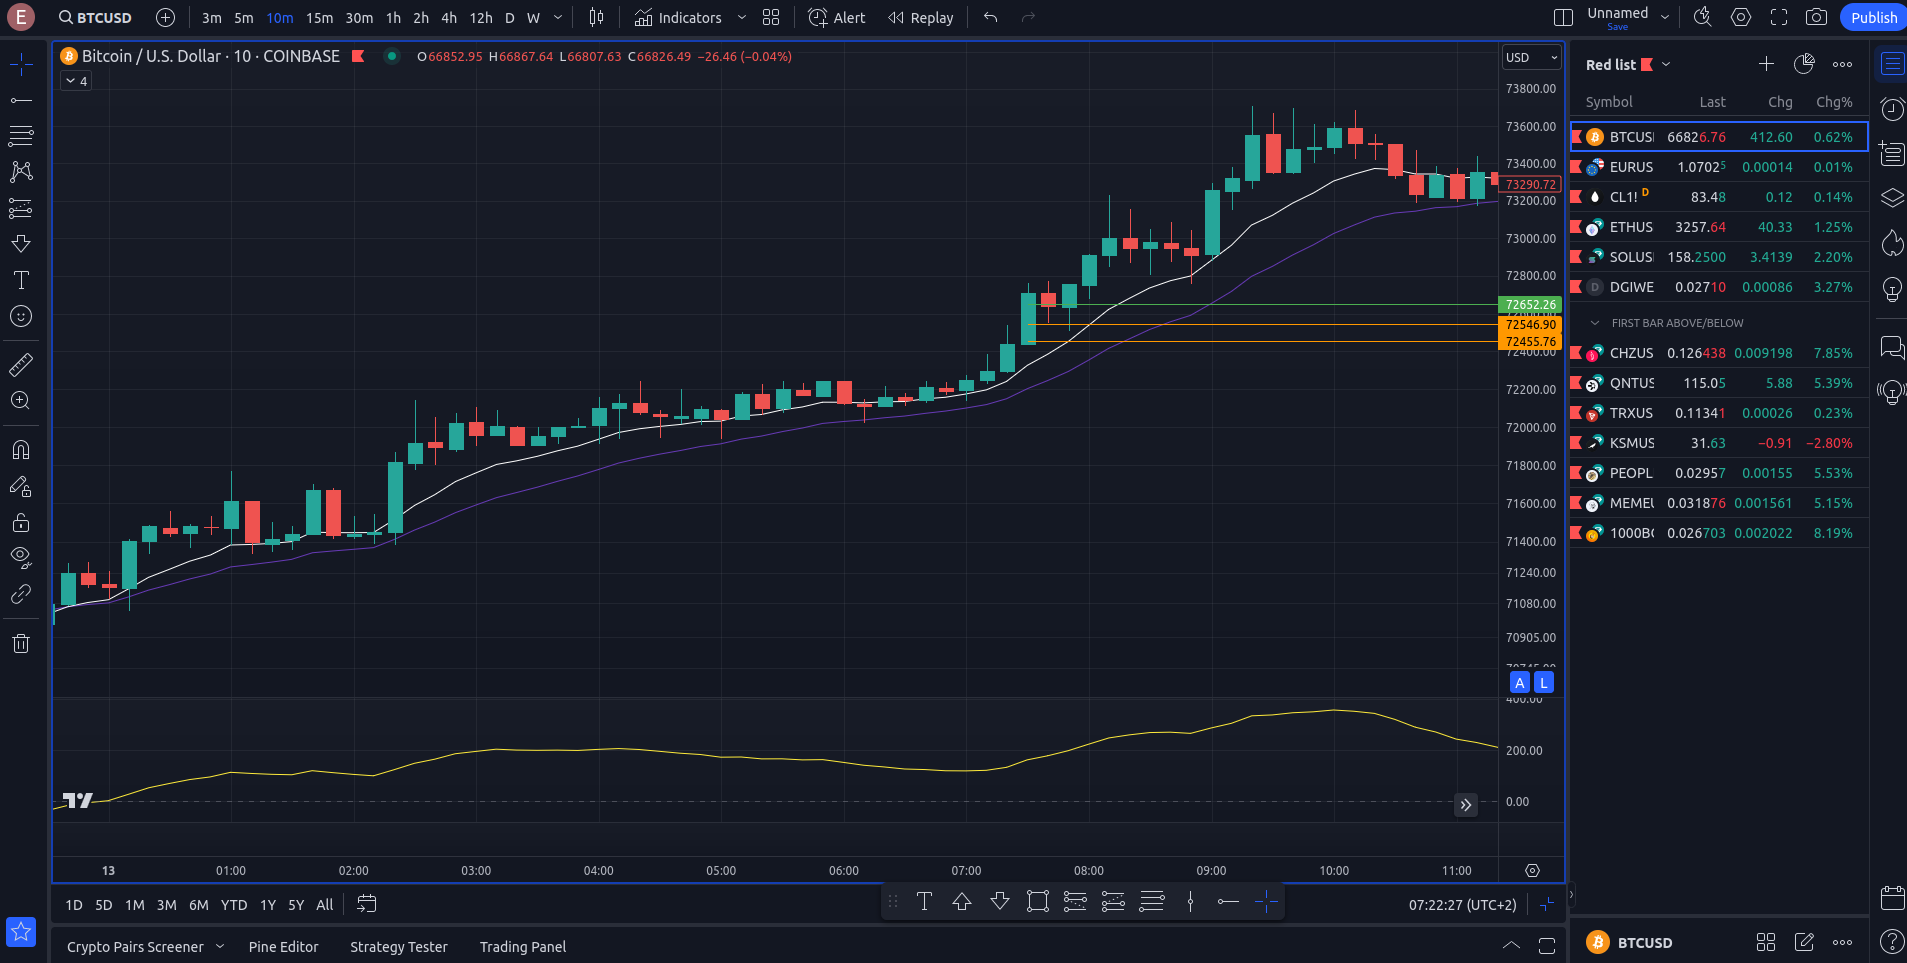 E
BTCUSD
3m 5m 10m 15m 30m 1h 2h 4h 12h D W
Indicators
Alert
Replay
Unnamed
Save
Publish
Bitcoin / U.S. Dollar · 10 · COINBASE
O66852.95 H66867.64 L66807.63 C66826.49 −26.46 (−0.04%)
4
USD
73800.00
73600.00
73400.00
73290.72
73200.00
73000.00
72800.00
72652.26
72546.90
72455.76
72400.00
72200.00
72000.00
71800.00
71600.00
71400.00
71240.00
71080.00
70905.00
70745.00
A L
400.00
200.00
0.00
13 01:00 02:00 03:00 04:00 05:00 06:00 07:00 08:00 09:00 10:00 11:00
1D 5D 1M 3M 6M YTD 1Y 5Y All
T
07:22:27 (UTC+2)
Crypto Pairs Screener
Pine Editor
Strategy Tester
Trading Panel
Red list
Symbol Last Chg Chg%
BTCUS 66826.76 412.60 0.62%
EURUS 1.07025 0.00014 0.01%
CL1! D 83.48 0.12 0.14%
ETHUS 3257.64 40.33 1.25%
SOLUS 158.2500 3.4139 2.20%
D DGIWE 0.02710 0.00086 3.27%
FIRST BAR ABOVE/BELOW
CHZUS 0.126438 0.009198 7.85%
QNTUS 115.05 5.88 5.39%
TRXUS 0.11341 0.00026 0.23%
KSMUS 31.63 −0.91 −2.80%
PEOPL 0.02957 0.00155 5.53%
MEMEU 0.031876 0.001561 5.15%
1000BO 0.026703 0.002022 8.19%
BTCUSD